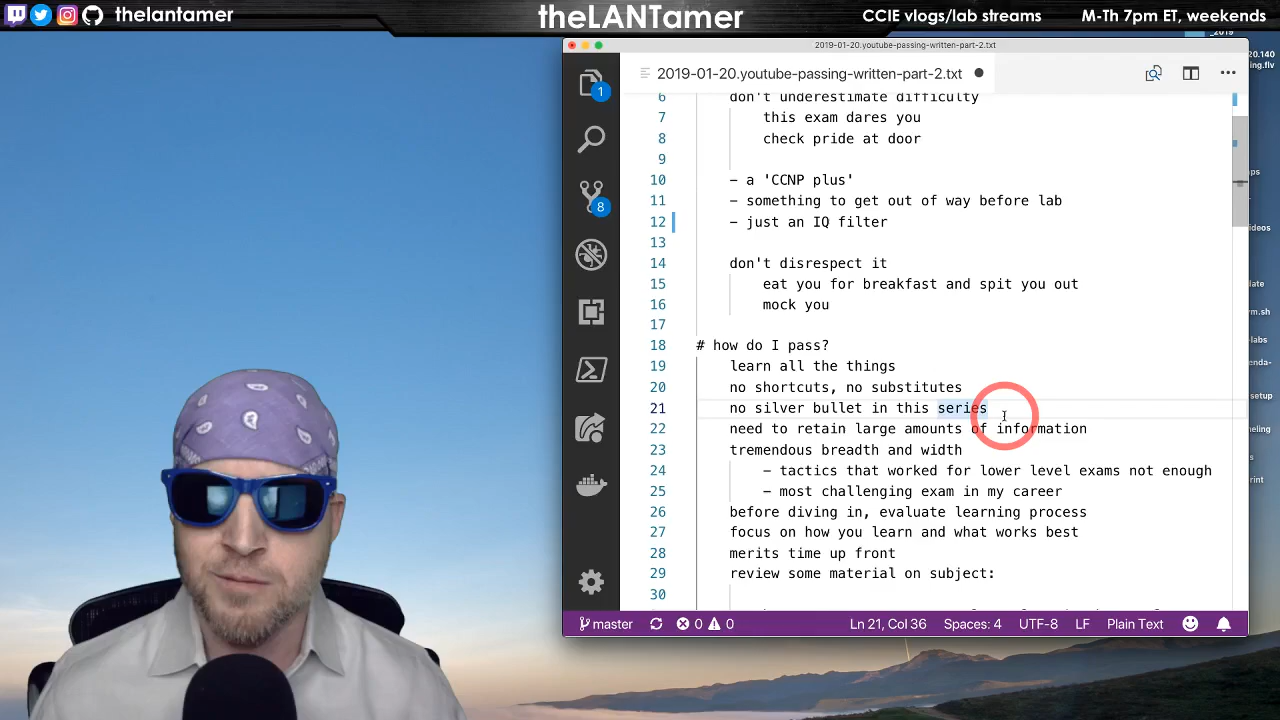 thelantamer
theLANTamer
CCIE vlogs/lab streams
M-Th 7pm ET, weekends
_2019
20.140
2019-01-20.youtube-passing-written-part-2.txt
ng.flv
2019-01-20.youtube-passing-written-part-2.txt
1
6 don't underestimate difficulty
7 this exam dares you
8 check pride at door
9
10 - a 'CCNP plus'
11 - something to get out of way before lab
8
12 - just an IQ filter
13
14 don't disrespect it
15 eat you for breakfast and spit you out
16 mock you
17
18 # how do I pass?
19 learn all the things
20 no shortcuts, no substitutes
21 no silver bullet in this series
22 need to retain large amounts of information
23 tremendous breadth and width
24 - tactics that worked for lower level exams not enough
25 - most challenging exam in my career
26 before diving in, evaluate learning process
27 focus on how you learn and what works best
28 merits time up front
29 review some material on subject:
30
master
0
0
Ln 21, Col 36
Spaces: 4
UTF-8
LF
Plain Text